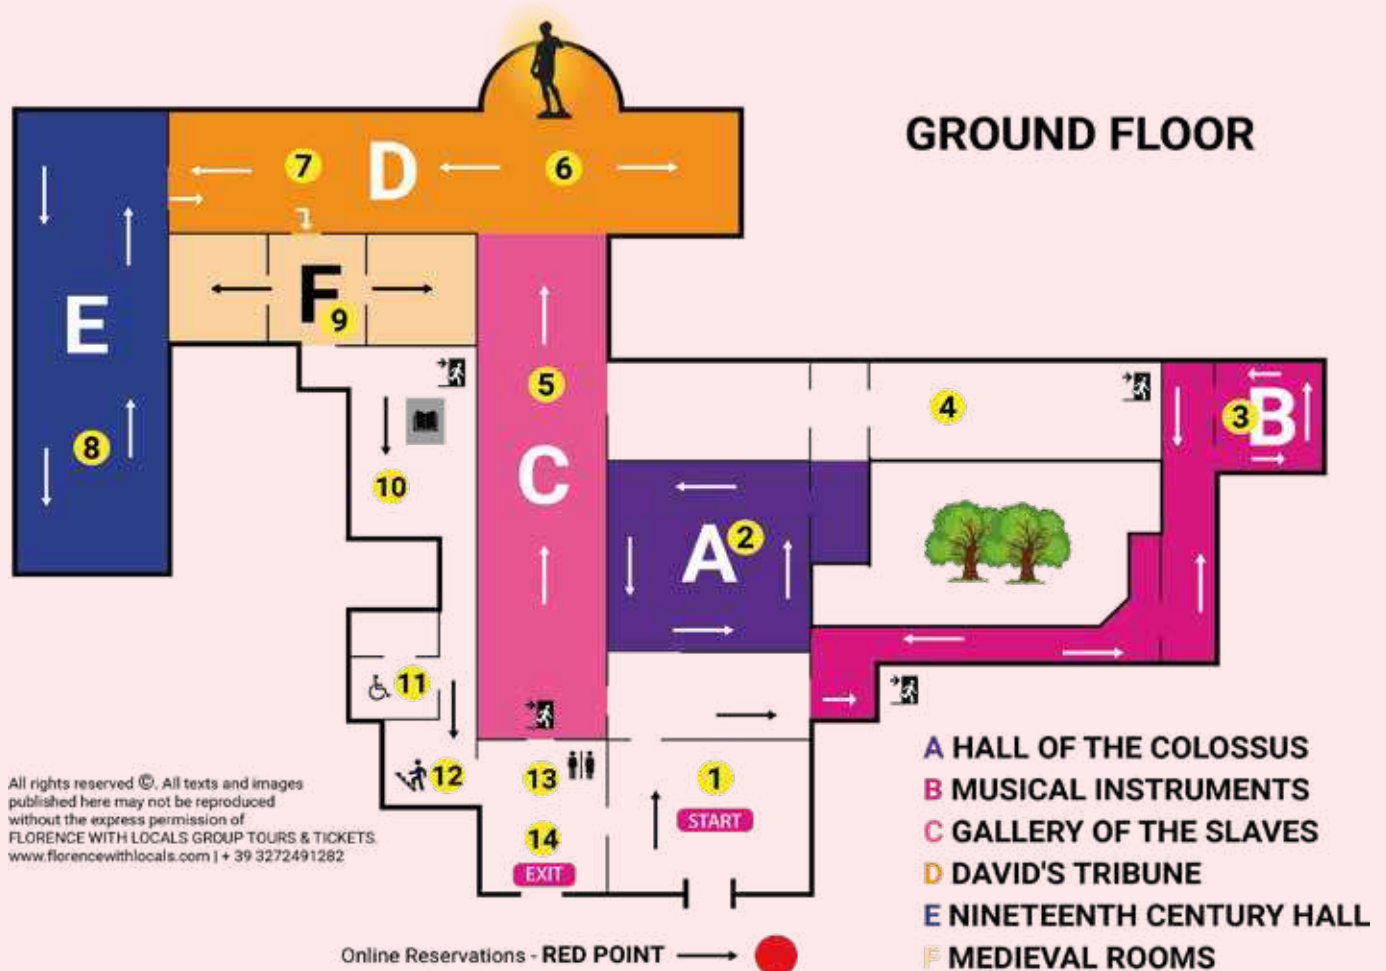 GROUND FLOOR
7
D
6
E
F
9
5
4
3
B
8
C
10
A
2
11
12
13
1
START
14
EXIT
A HALL OF THE COLOSSUS
B MUSICAL INSTRUMENTS
C GALLERY OF THE SLAVES
D DAVID'S TRIBUNE
E NINETEENTH CENTURY HALL
F MEDIEVAL ROOMS
All rights reserved ©. All texts and images
published here may not be reproduced
without the express permission of
FLORENCE WITH LOCALS GROUP TOURS & TICKETS.
www.florencewithlocals.com | + 39 3272491282
Online Reservations - RED POINT